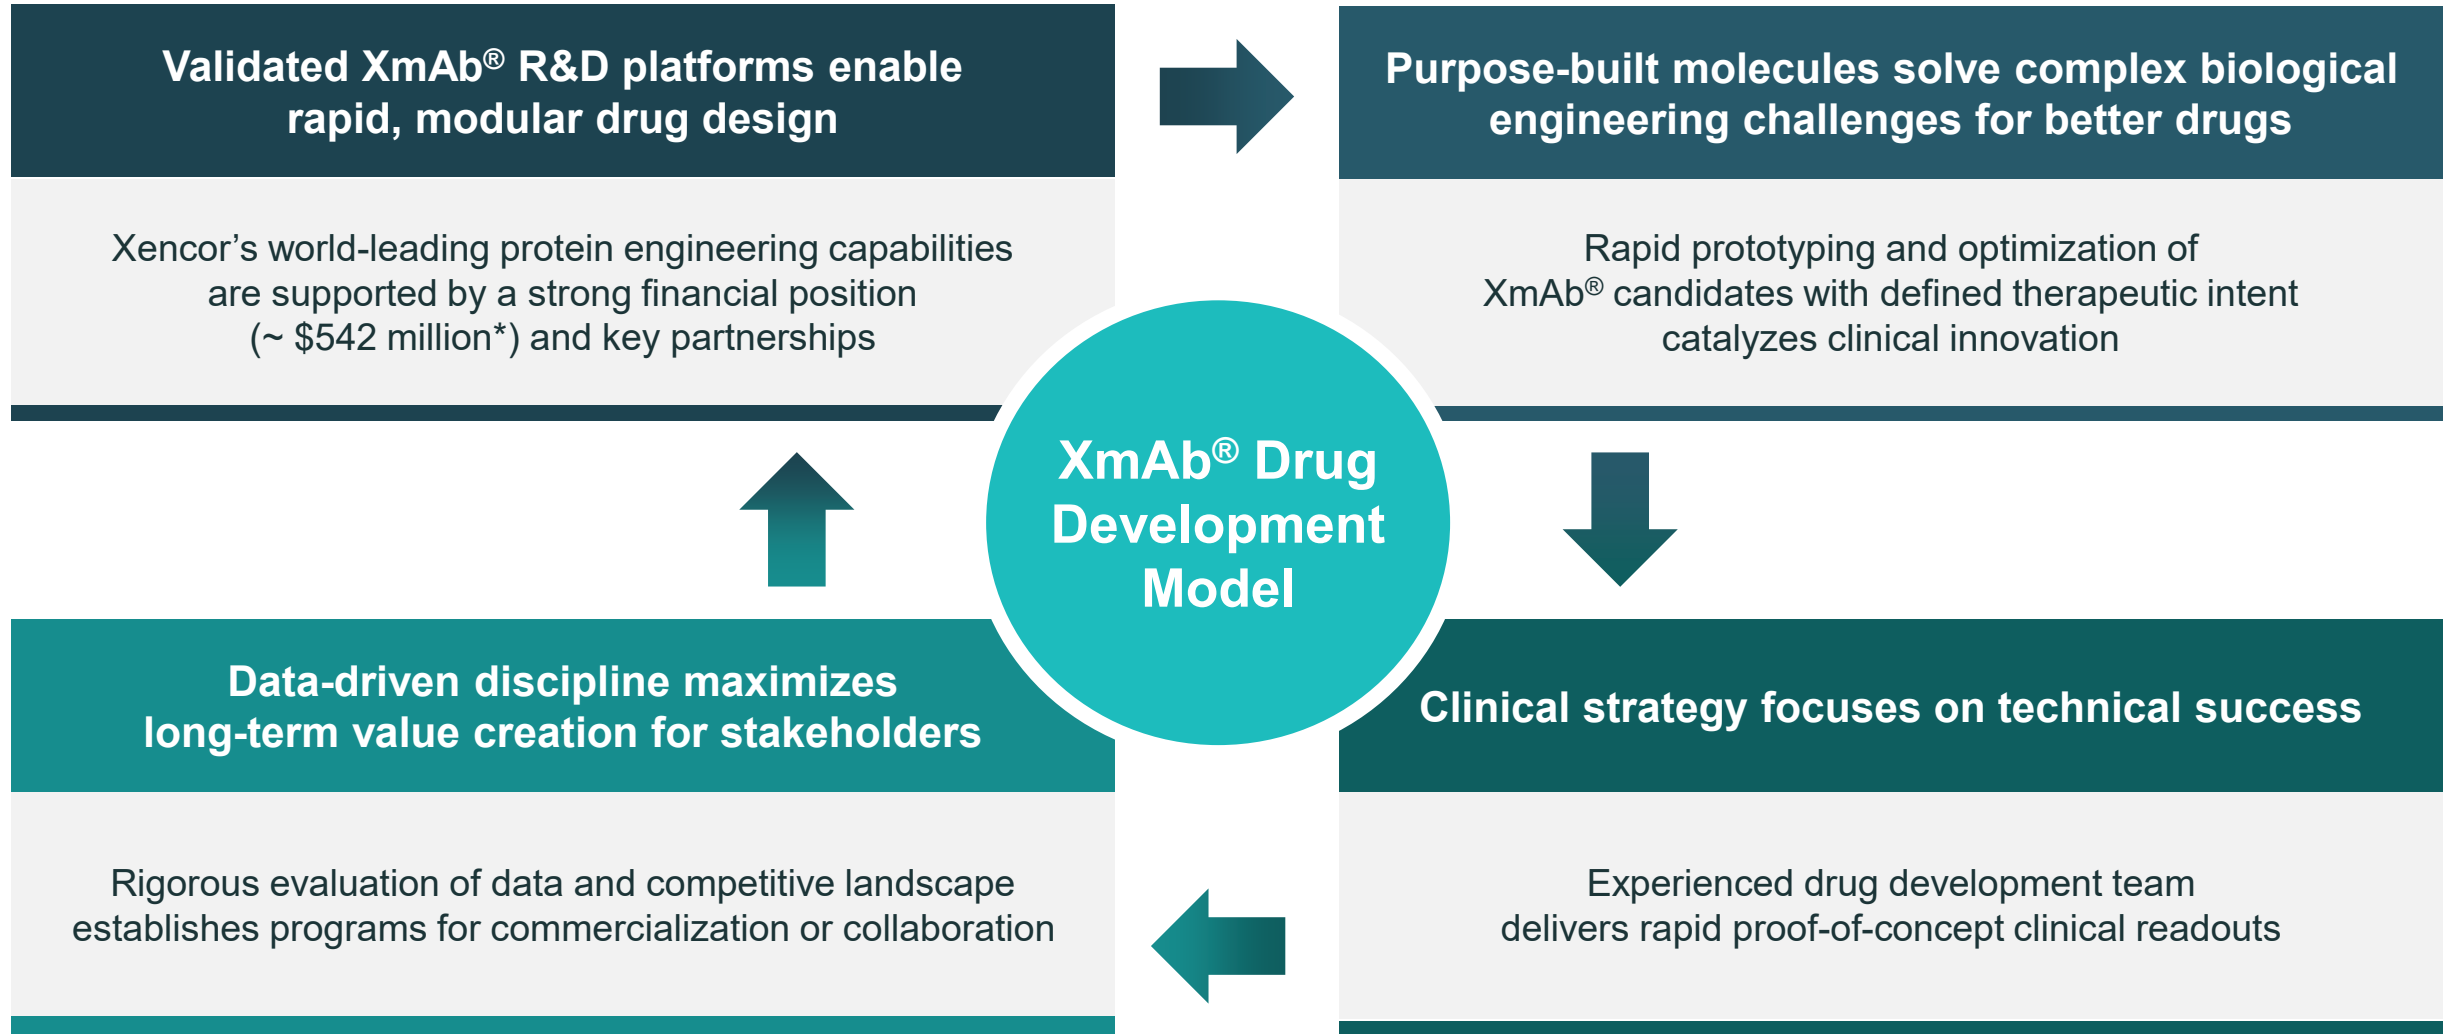 Validated XmAb® R&D platforms enable
rapid, modular drug design
Xencor’s world-leading protein engineering capabilities
are supported by a strong financial position
(~ $542 million*) and key partnerships
Purpose-built molecules solve complex biological
engineering challenges for better drugs
Rapid prototyping and optimization of
XmAb® candidates with defined therapeutic intent
catalyzes clinical innovation
XmAb® Drug
Development
Model
Data-driven discipline maximizes
long-term value creation for stakeholders
Rigorous evaluation of data and competitive landscape
establishes programs for commercialization or collaboration
Clinical strategy focuses on technical success
Experienced drug development team
delivers rapid proof-of-concept clinical readouts